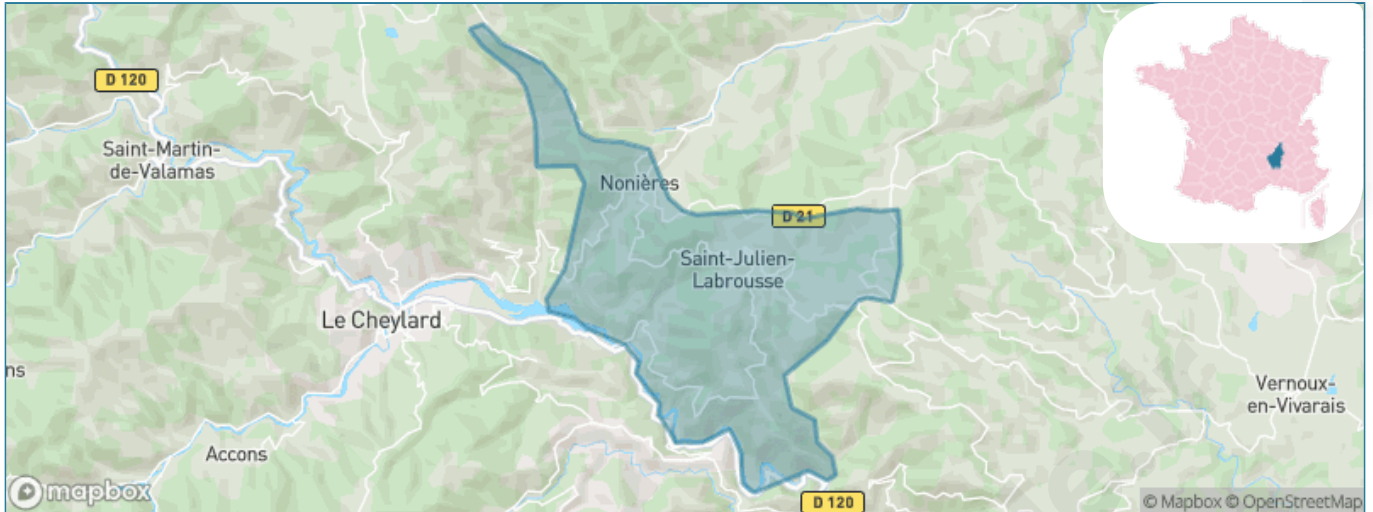 D 120
Saint-Martin-
de-Valamas
Nonières
D 21
Saint-Julien-
Labrousse
Le Cheylard
ns
Vernoux-
en-Vivarais
Accons
mapbox
D 120
© Mapbox © OpenStreetMap